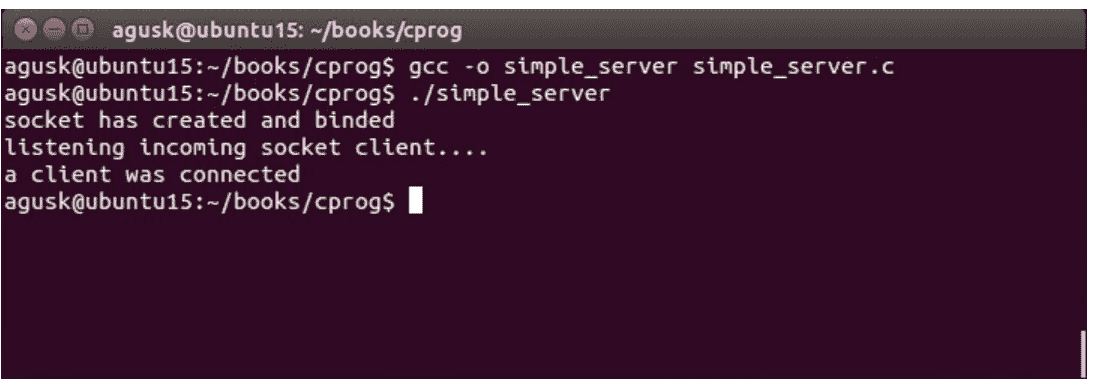 agusk@ubuntu15: ~/books/cprog
agusk@ubuntu15:~/books/cprog$ gcc -o simple_server simple_server.c
agusk@ubuntu15:~/books/cprog$ ./simple_server
socket has created and binded
listening incoming socket client....
a client was connected
agusk@ubuntu15:~/books/cprog$